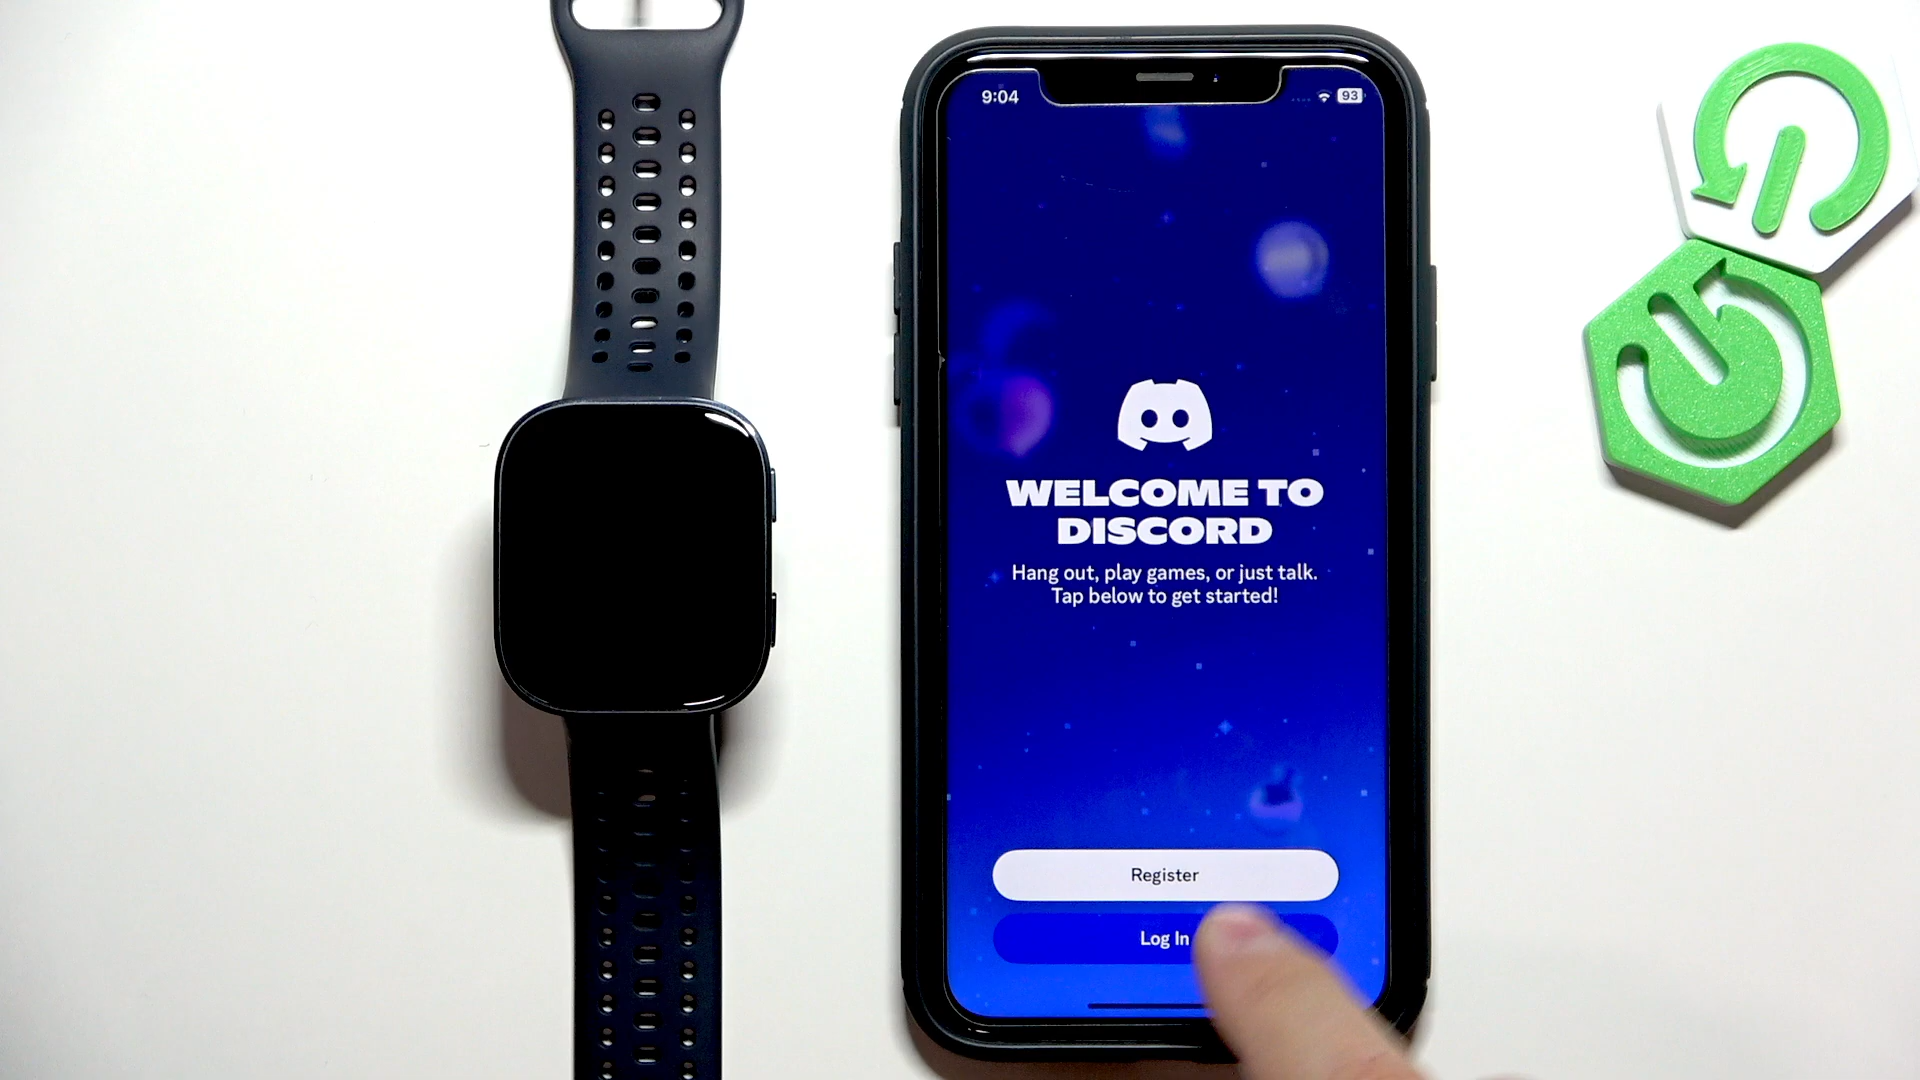 9:04
93
WELCOME TO
DISCORD
Hang out, play games, or just talk.
Tap below to get started!
Register
Log In